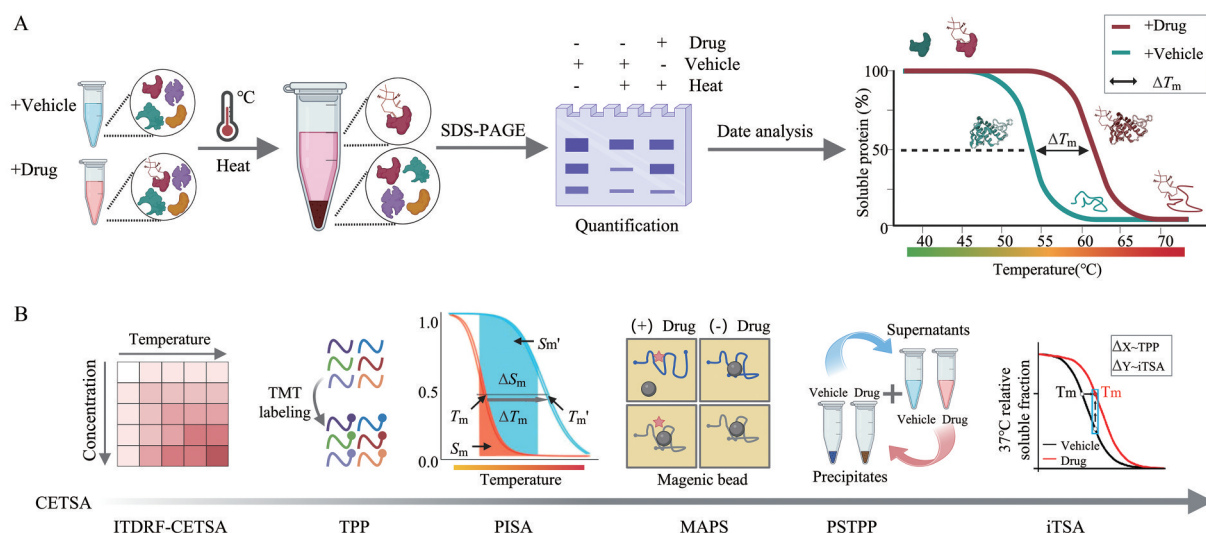 A
+Vehicle
+Drug
℃
Heat
SDS-PAGE
- - + Drug
+ + - Vehicle
- + + Heat
Quantification
Date analysis
+Drug
+Vehicle
ΔTm
Soluble protein (%)
100
50
0
ΔTm
40 45 50 55 60 65 70
Temperature(℃)
B
Temperature
Concentration
TMT
labeling
1.0
0.5
0.0
Sm'
ΔSm
Tm
ΔTm
Tm'
Sm
Temperature
(+) Drug (-) Drug
Magenic bead
Supernatants
Vehicle Drug
Vehicle Drug
Precipitates
ΔX~TPP
ΔY~iTSA
37℃ relative
soluble fraction
Tm Tm
Vehicle
Drug
CETSA
ITDRF-CETSA TPP PISA MAPS PSTPP iTSA